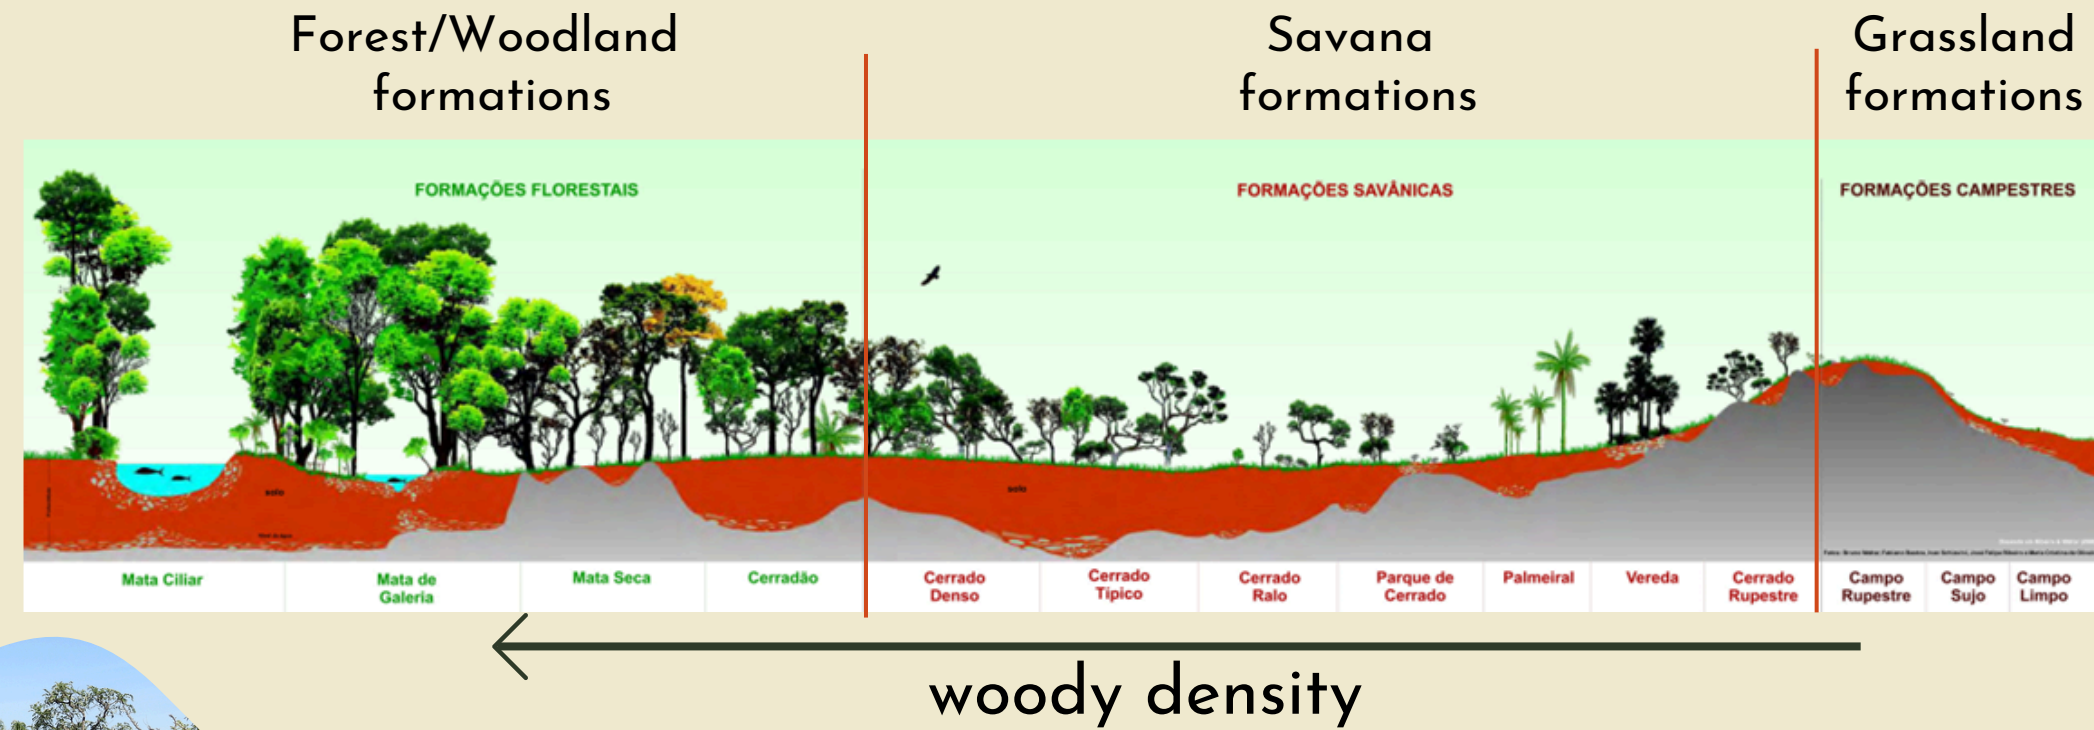 Forest/Woodland
formations
Savana
formations
Grassland
formations
FORMAÇÕES FLORESTAIS
FORMAÇÕES SAVÂNICAS
FORMAÇÕES CAMPESTRES
solo
solo
Mata Ciliar
Mata de
Galeria
Mata Seca
Cerradão
Cerrado
Denso
Cerrado
Típico
Cerrado
Ralo
Parque de
Cerrado
Palmeiral
Vereda
Cerrado
Rupestre
Campo
Rupestre
Campo
Sujo
Campo
Limpo
woody density